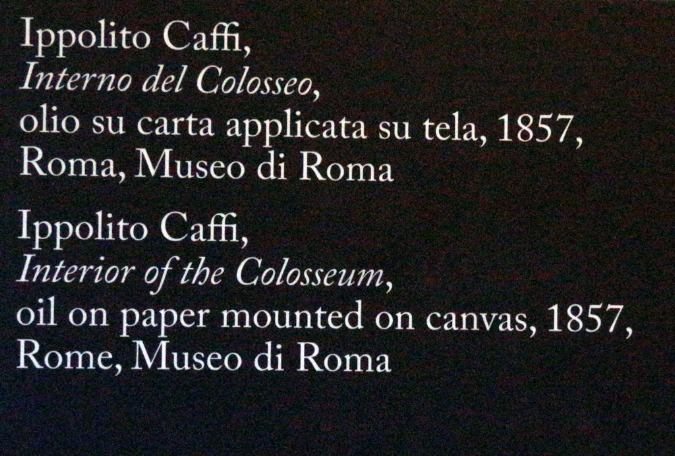 Ippolito Caffi,
Interno del Colosseo,
olio su carta applicata su tela, 1857,
Roma, Museo di Roma
Ippolito Caffi,
Interior of the Colosseum,
oil on paper mounted on canvas, 1857,
Rome, Museo di Roma